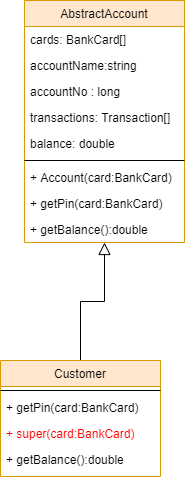 AbstractAccount
cards: BankCard[]
accountName:string
accountNo : long
transactions: Transaction[]
balance: double
+ Account(card:BankCard)
+ getPin(card:BankCard)
+ getBalance():double
Customer
+ getPin(card:BankCard)
+ super(card:BankCard)
+ getBalance():double